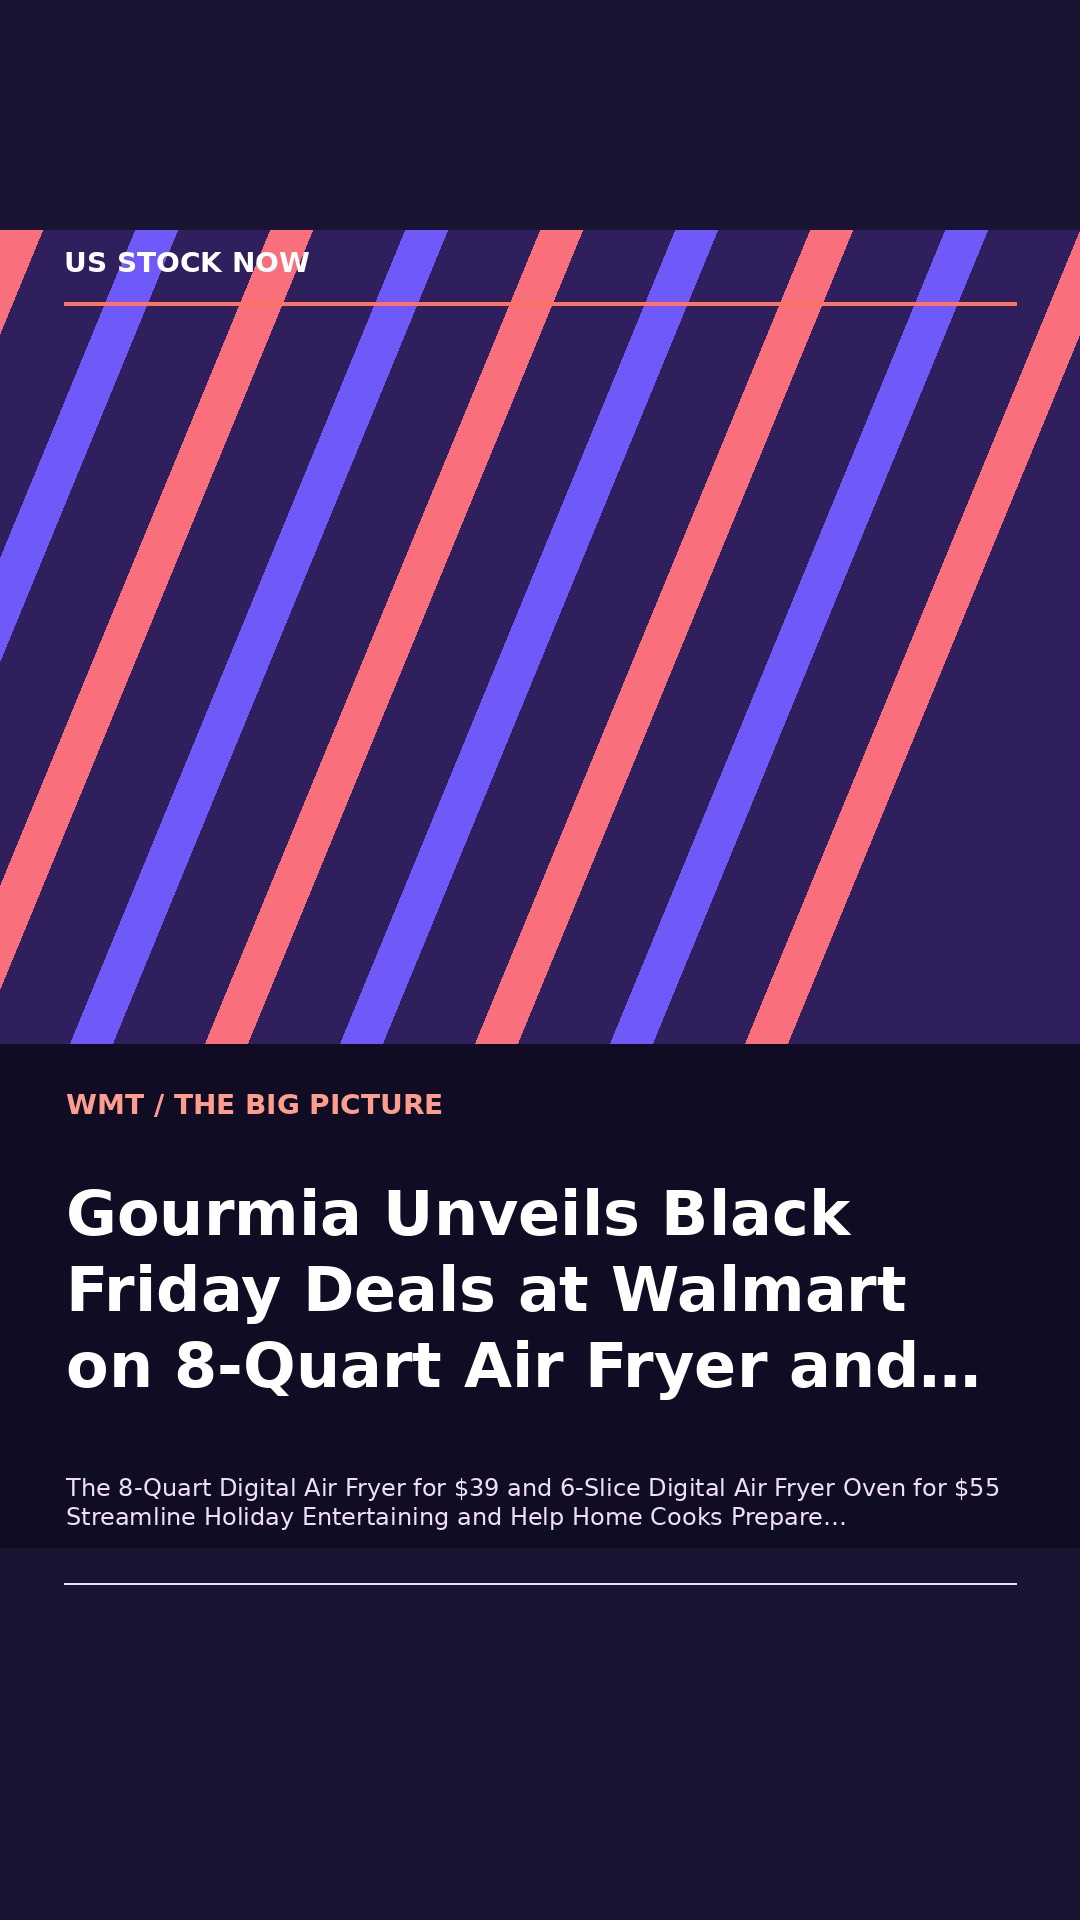 US STOCK NOW
WMT / THE BIG PICTURE
Gourmia Unveils Black
Friday Deals at Walmart
on 8-Quart Air Fryer and…
The 8-Quart Digital Air Fryer for $39 and 6-Slice Digital Air Fryer Oven for $55
Streamline Holiday Entertaining and Help Home Cooks Prepare…